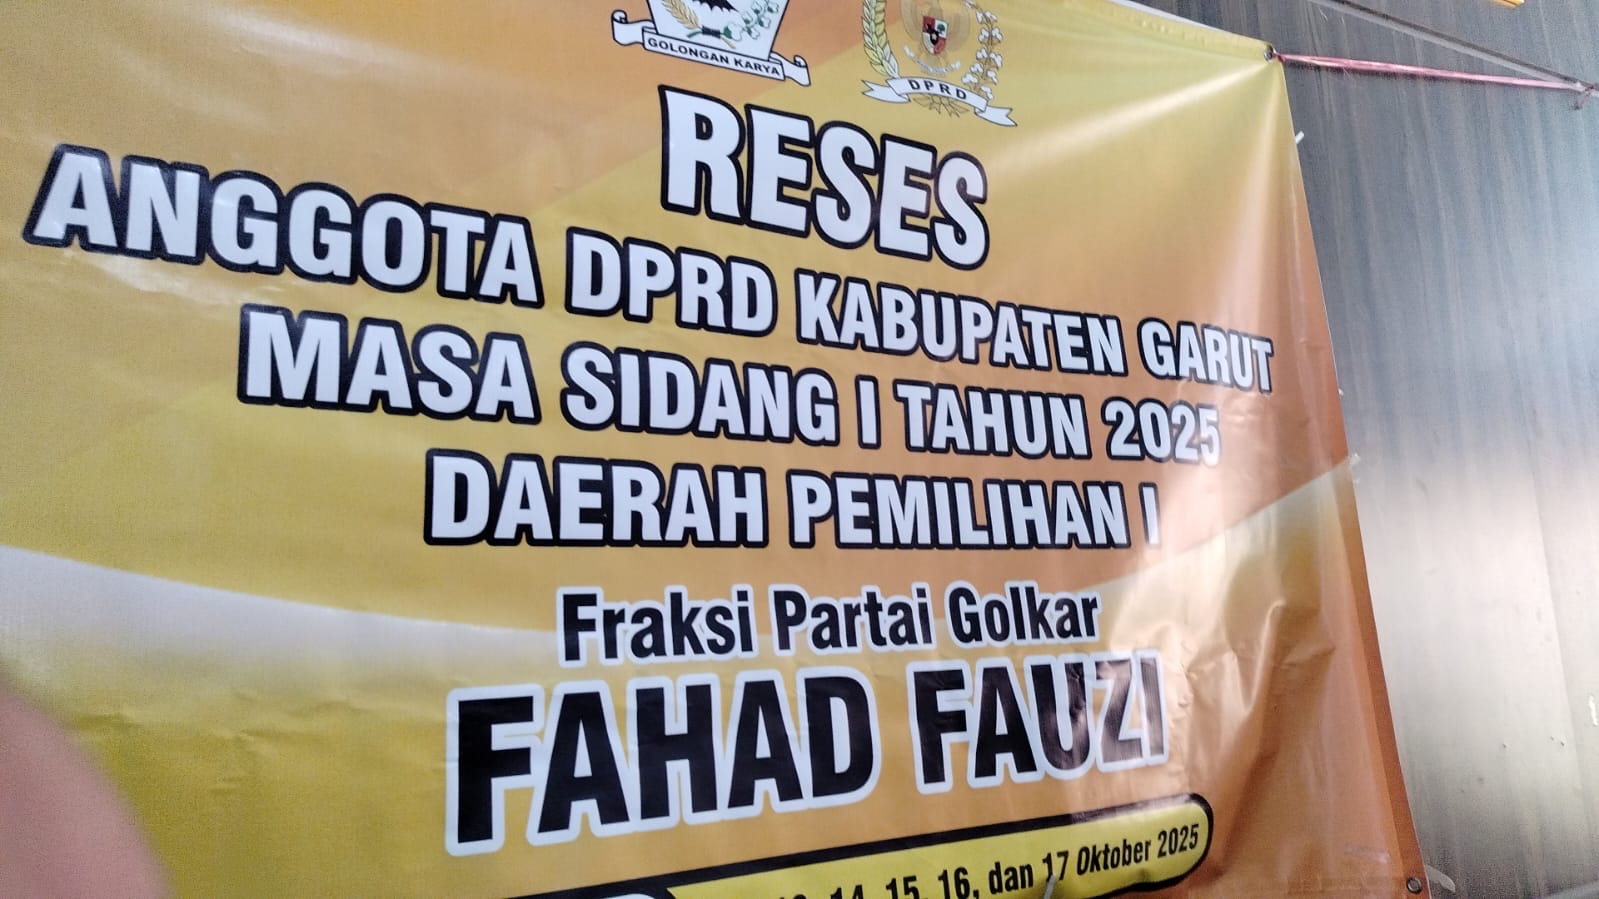 GOLONGAN KARYA
DPRD
RESES
ANGGOTA DPRD KABUPATEN GARUT
MASA SIDANG I TAHUN 2025
DAERAH PEMILIHAN I
Fraksi Partai Golkar
FAHAD FAUZI
14, 15, 16, dan 17 Oktober 2025